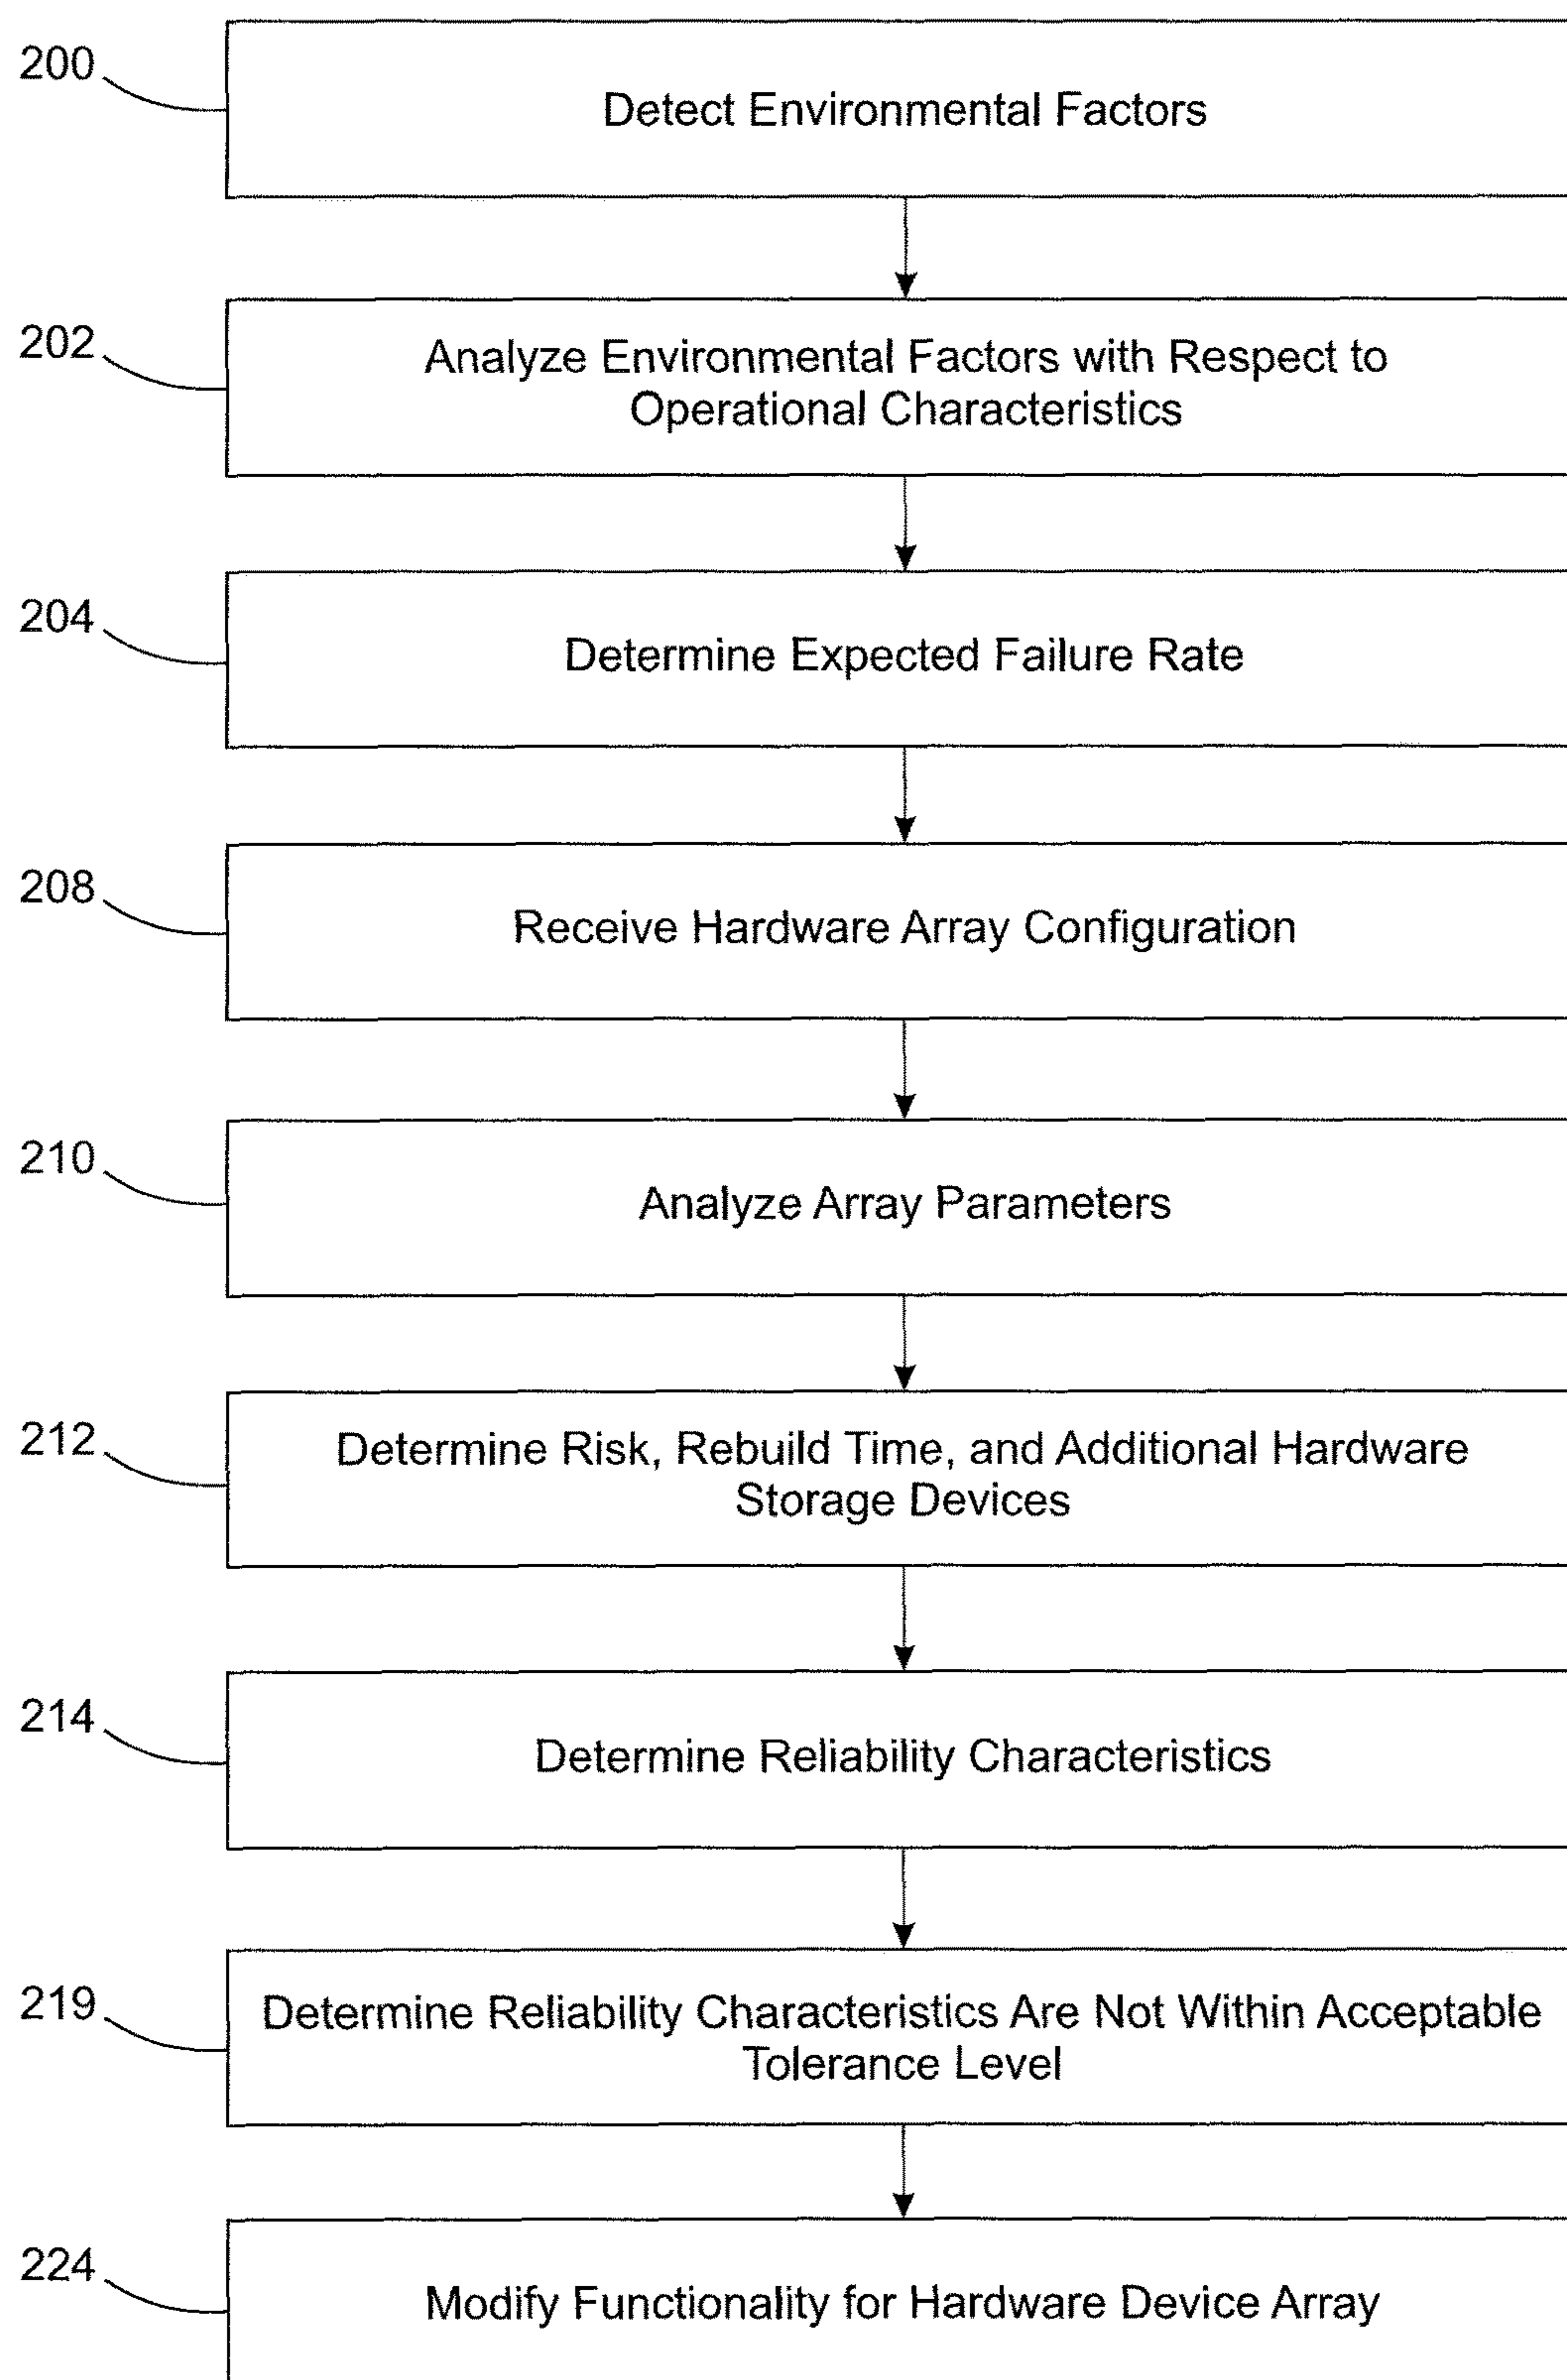 200
Detect Environmental Factors
202
Analyze Environmental Factors with Respect to
Operational Characteristics
204
Determine Expected Failure Rate
208
Receive Hardware Array Configuration
210
Analyze Array Parameters
212
Determine Risk, Rebuild Time, and Additional Hardware
Storage Devices
214
Determine Reliability Characteristics
219
Determine Reliability Characteristics Are Not Within Acceptable
Tolerance Level
224
Modify Functionality for Hardware Device Array